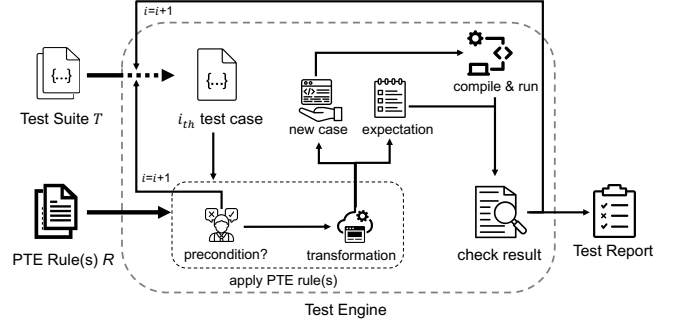 i=i+1
{...}
{...}
Test Suite T
i_th test case
new case
expectation
compile & run
i=i+1
PTE Rule(s) R
precondition?
transformation
apply PTE rule(s)
check result
Test Report
Test Engine